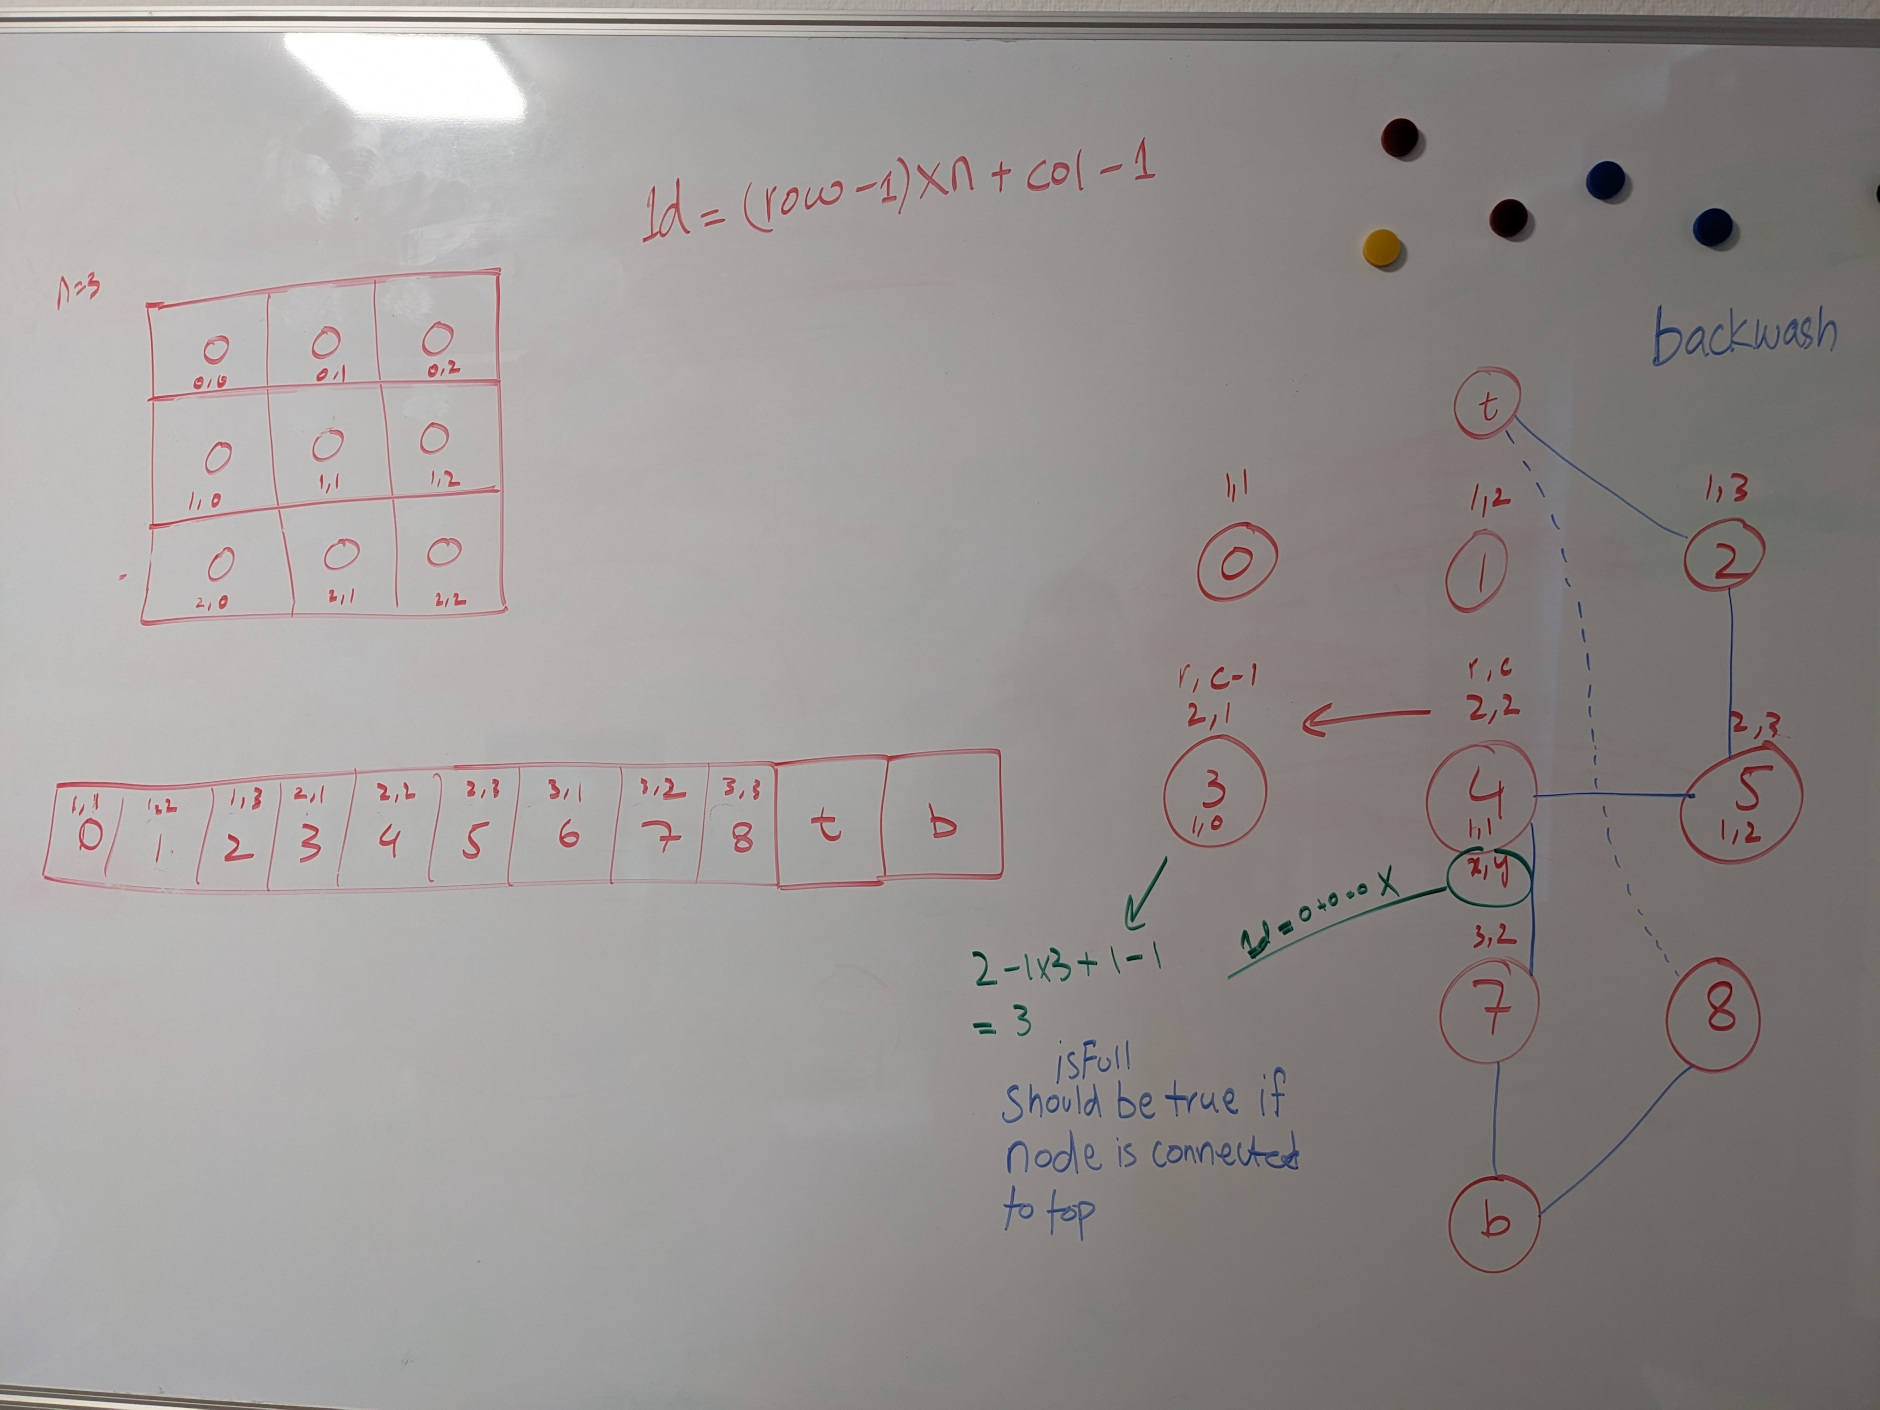 1d = (row-1)xn + col-1
n=3
0 0 0
0,0 0,1 0,2
0 0 0
1,0 1,1 1,2
0 0 0
2,0 2,1 2,2
1,1 1,2 1,3 2,1 2,2 2,3 3,1 3,2 3,3
0 1 2 3 4 5 6 7 8 t b
backwash
t
1,1 1,2 1,3
0 1 2
r,c-1 r,c
2,1 2,2 2,3
3 4 5
1,0 1,1 1,2
x,y
1d=0+0=0 X
3,2
7 8
b
2-1x3+1-1
= 3
isFull
Should be true if
node is connected
to top